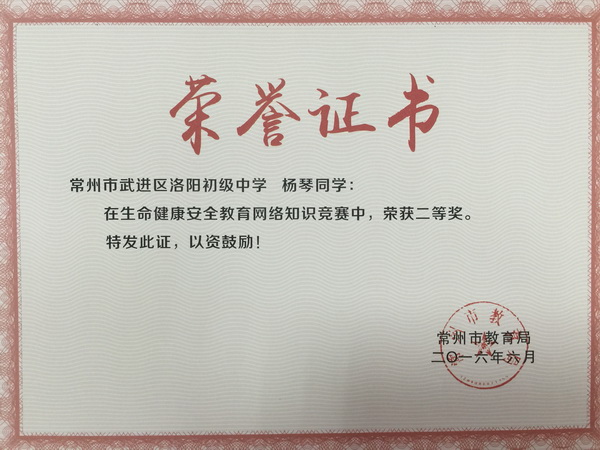 荣誉证书
常州市武进区洛阳初级中学 杨琴同学：
在生命健康安全教育网络知识竞赛中，荣获二等奖。
特发此证，以资鼓励！
常州市教育局
二〇一六年六月